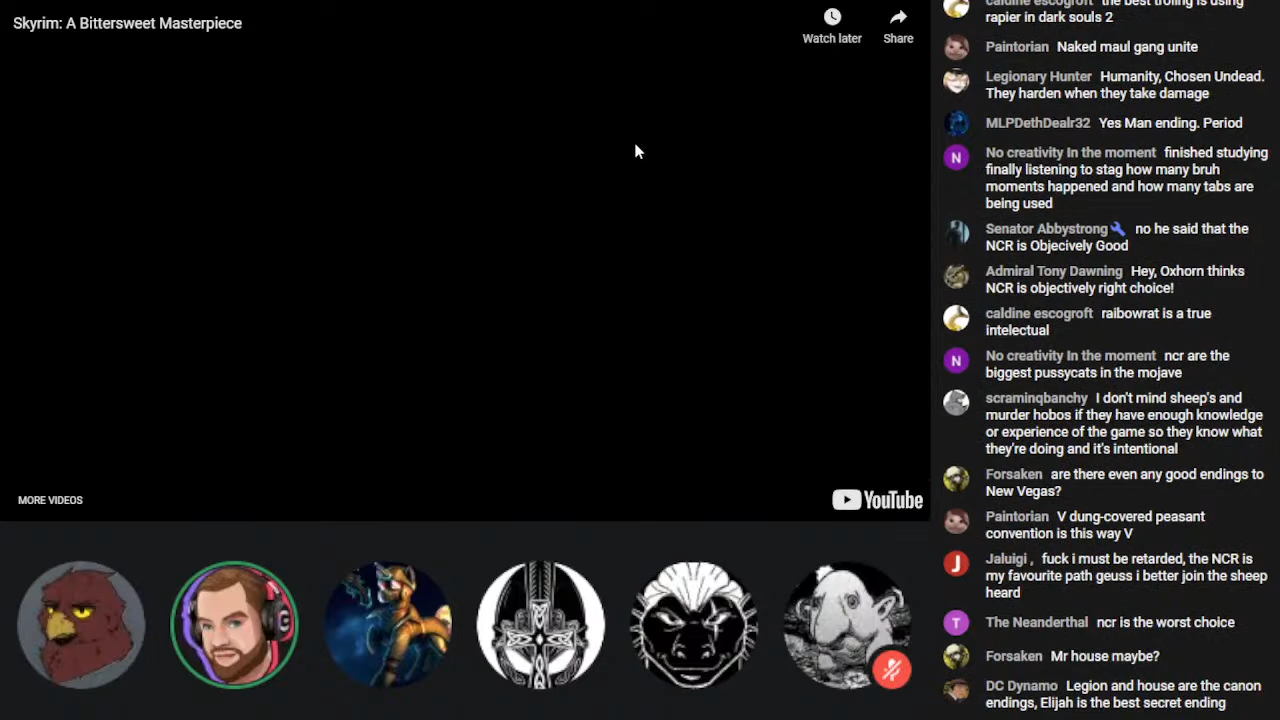 Skyrim: A Bittersweet Masterpiece
Watch later
Share
MORE VIDEOS
YouTube
caldine escogroft the best troling is using
rapier in dark souls 2
Paintorian Naked maul gang unite
Legionary Hunter Humanity, Chosen Undead.
They harden when they take damage
MLPDethDealr32 Yes Man ending. Period
N
No creativity In the moment finished studying
finally listening to stag how many bruh
moments happened and how many tabs are
being used
Senator Abbystrong no he said that the
NCR is Objecively Good
Admiral Tony Dawning Hey, Oxhorn thinks
NCR is objectively right choice!
caldine escogroft raibowrat is a true
intelectual
N
No creativity In the moment ncr are the
biggest pussycats in the mojave
scraminqbanchy I don't mind sheep's and
murder hobos if they have enough knowledge
or experience of the game so they know what
they're doing and it's intentional
Forsaken are there even any good endings to
New Vegas?
Paintorian V dung-covered peasant
convention is this way V
J
Jaluigi , fuck i must be retarded, the NCR is
my favourite path geuss i better join the sheep
heard
T
The Neanderthal ncr is the worst choice
Forsaken Mr house maybe?
DC Dynamo Legion and house are the canon
endings, Elijah is the best secret ending